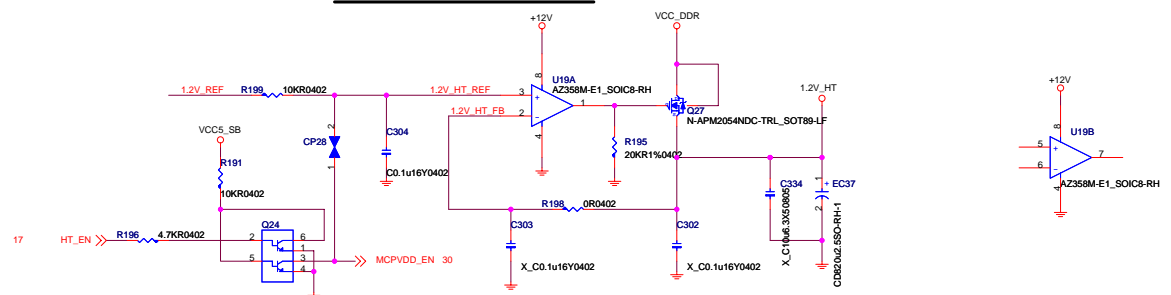 +12V
VCC_DDR
8
U19A
AZ358M-E1_SOIC8-RH
1.2V_REF
R199
10KR0402
1.2V_HT_REF
3
+
1.2V_HT
+12V
1.2V_HT_FB
2
-
1
Q27
N-APM2054NDC-TRL_SOT89-LF
8
U19B
VCC5_SB
2
CP28
C304
4
R195
20KR1%0402
5
+
7
6
-
R191
1
C0.1u16Y0402
C334
1
+ EC37
4
AZ358M-E1_SOIC8-RH
10KR0402
R198
0R0402
X_C10u6.3X50805
2
CD820u2.5SO-RH-1
Q24
C303
C302
17
HT_EN
R196
4.7KR0402
2
6
1
5
3
4
MCPVDD_EN
30
X_C0.1u16Y0402
X_C0.1u16Y0402